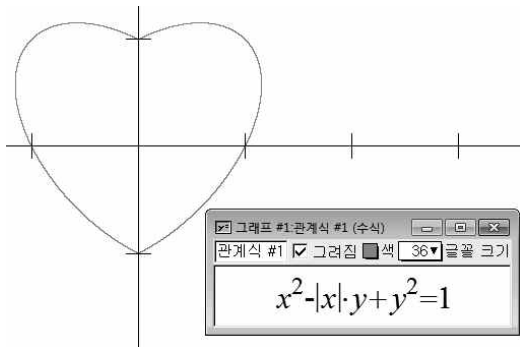 그래프 #1:관계식 #1 (수식)
관계식 #1 그려짐 색 36▼ 글꼴 크기
x²-|x|·y+y²=1